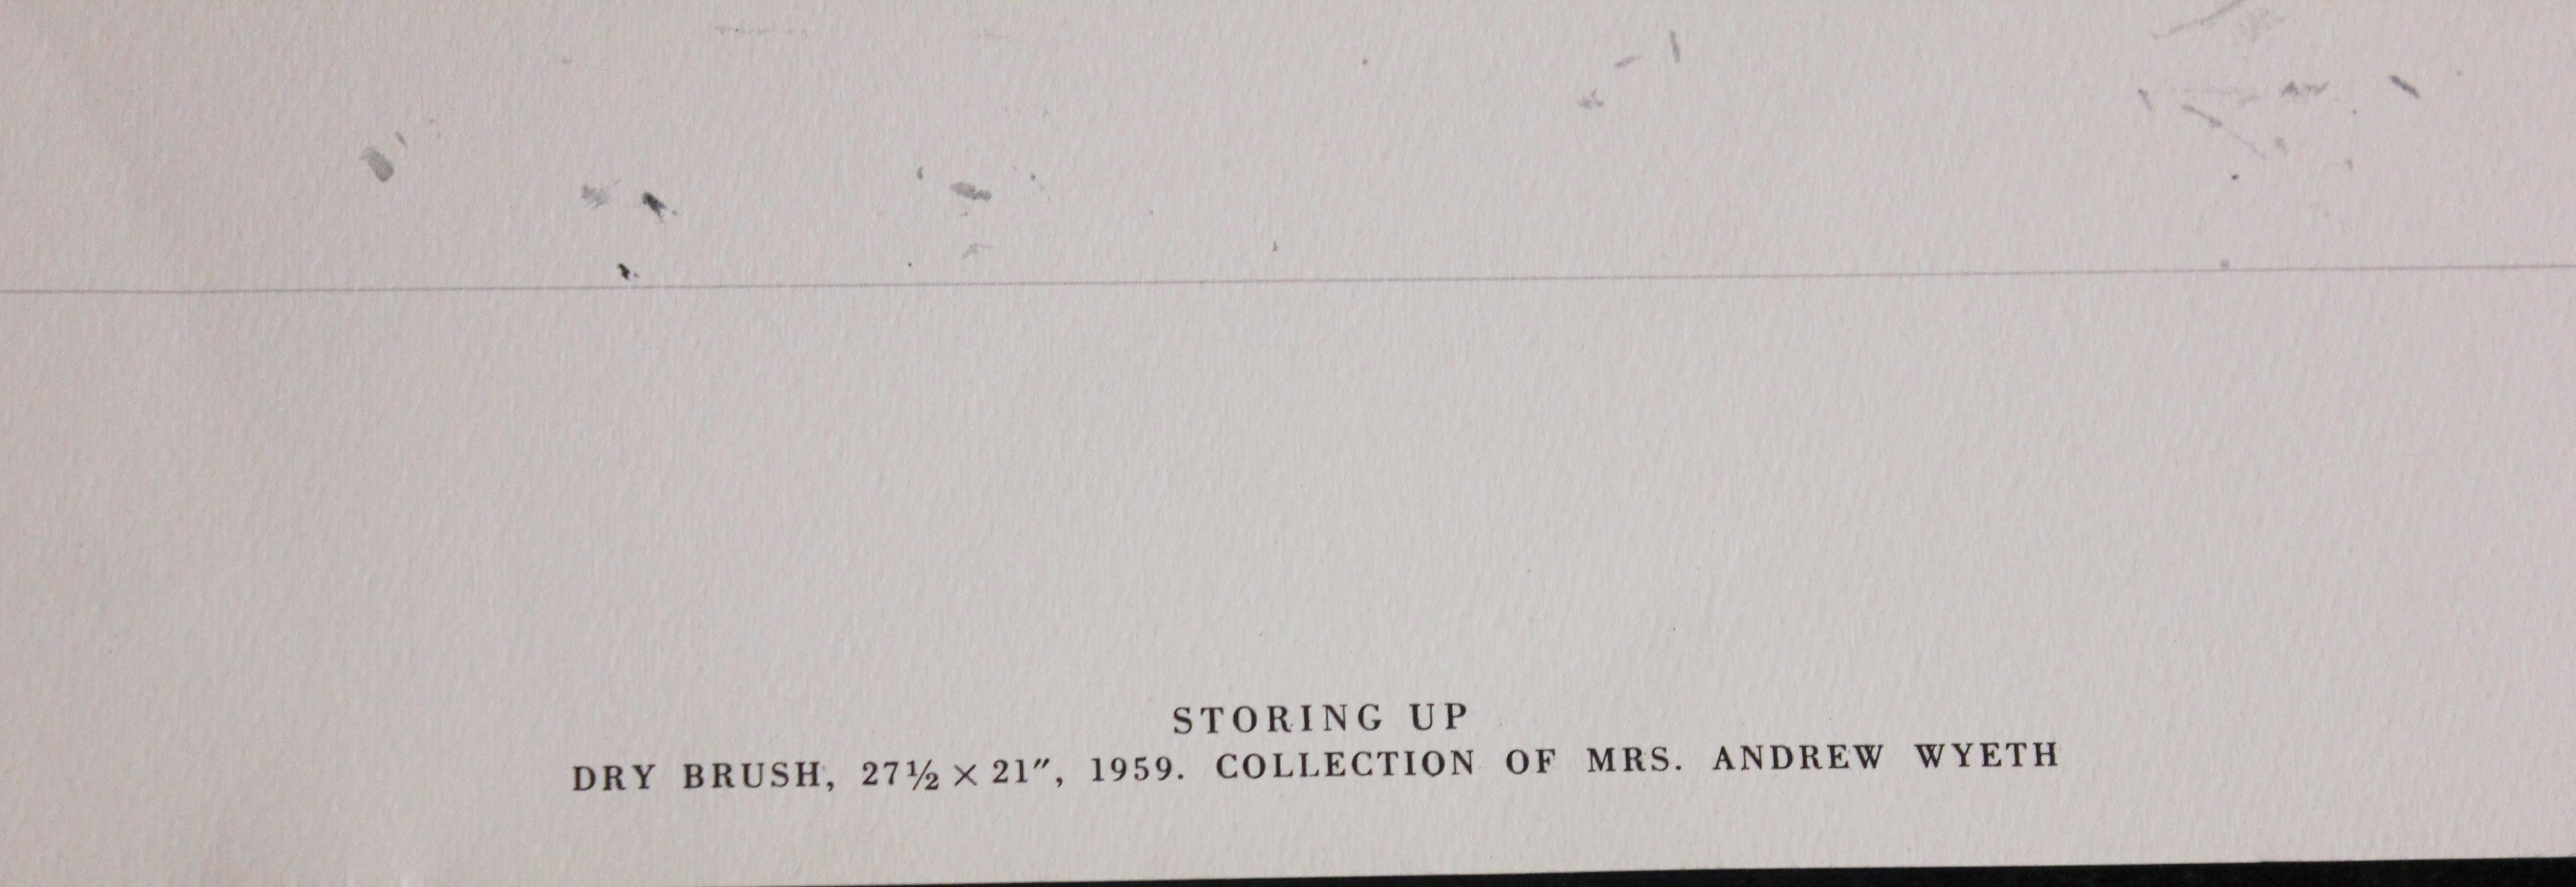 STORING UP
DRY BRUSH, 27½ × 21″, 1959. COLLECTION OF MRS. ANDREW WYETH